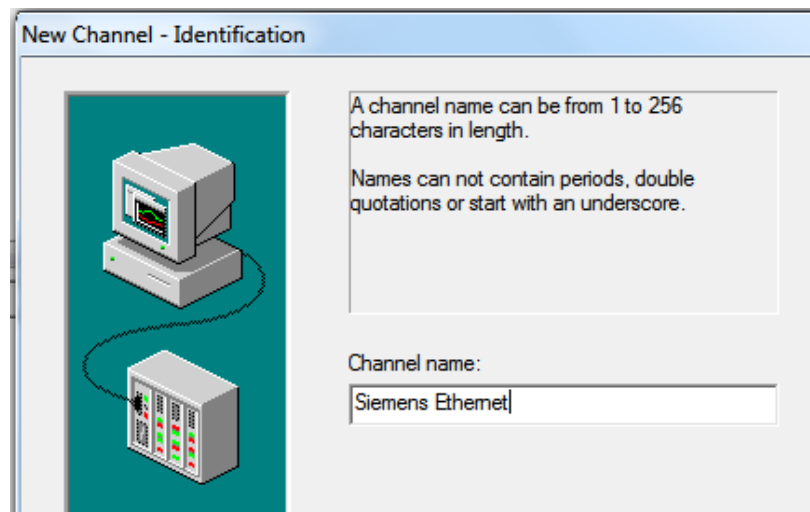 New Channel - Identification
A channel name can be from 1 to 256
characters in length.
Names can not contain periods, double
quotations or start with an underscore.
Channel name:
Siemens Ethernet